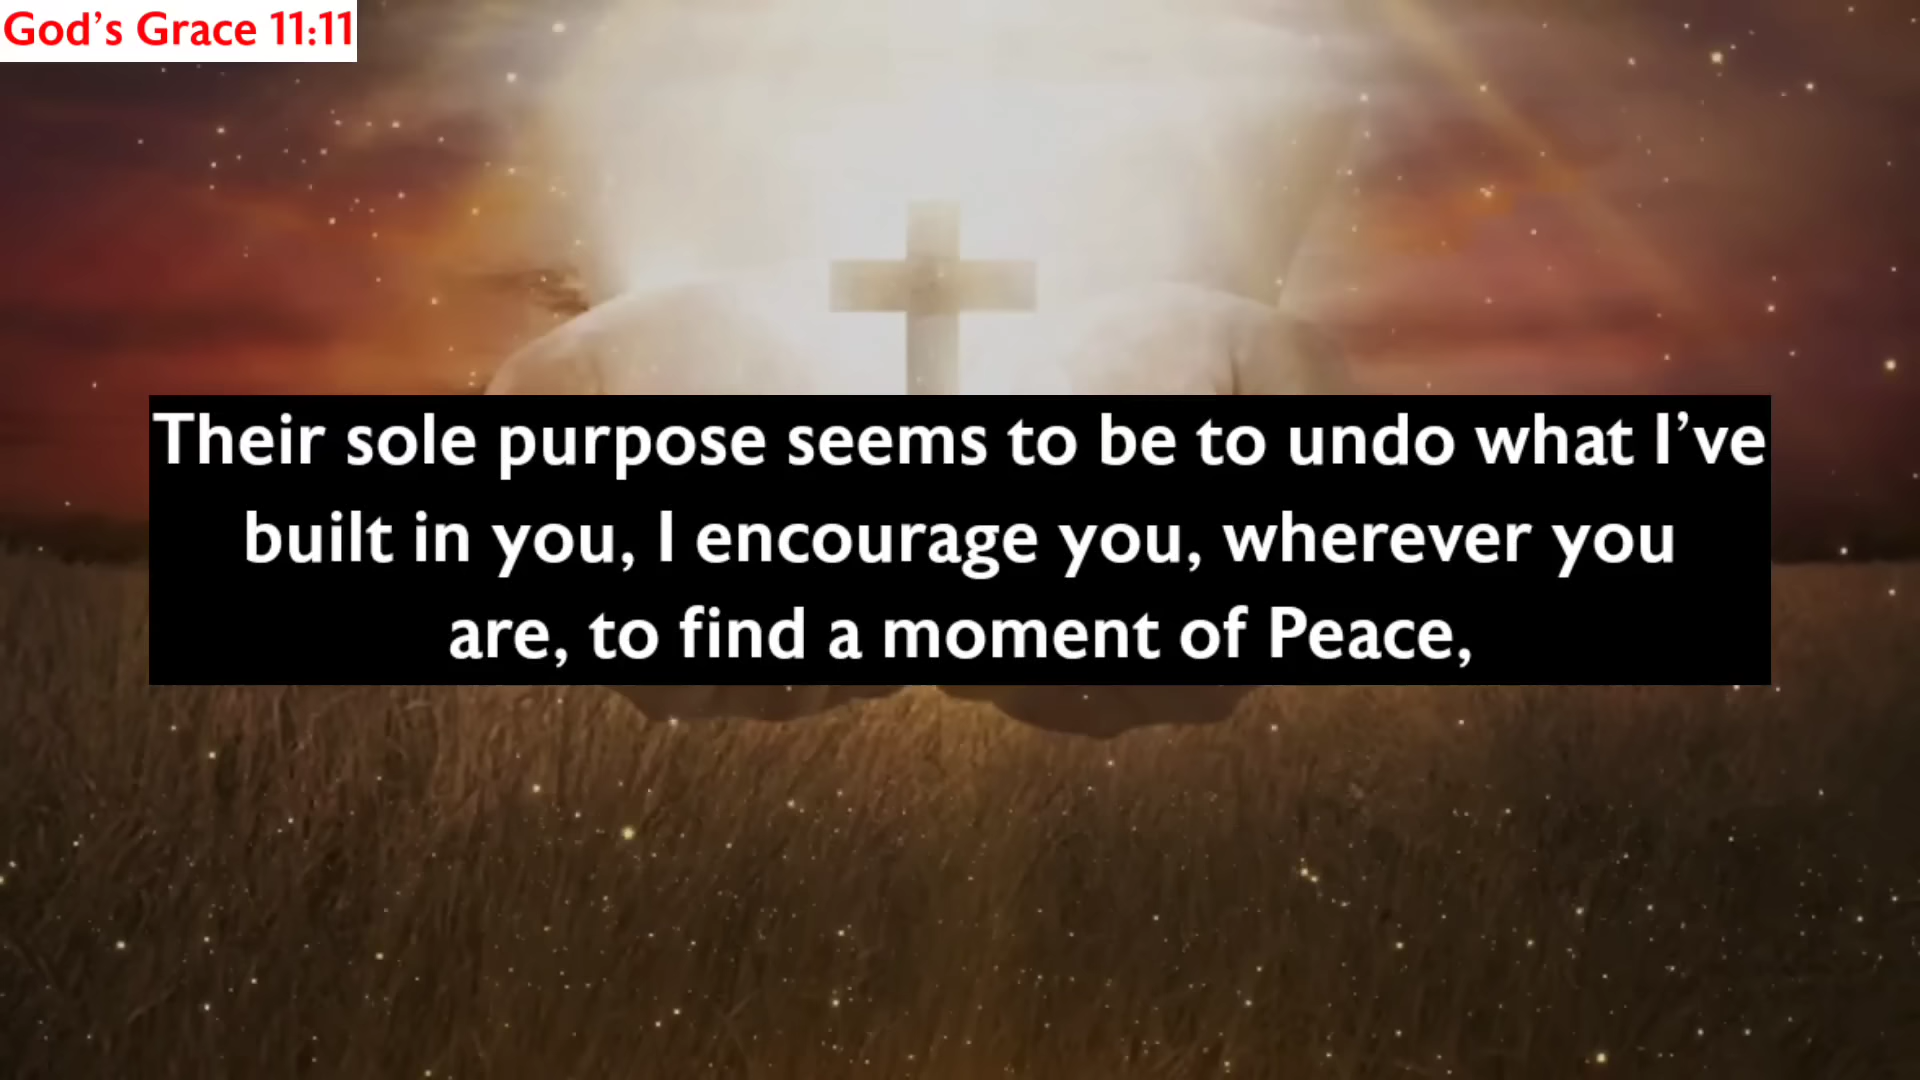 God’s Grace 11:11
Their sole purpose seems to be to undo what I’ve
built in you, I encourage you, wherever you
are, to find a moment of Peace,